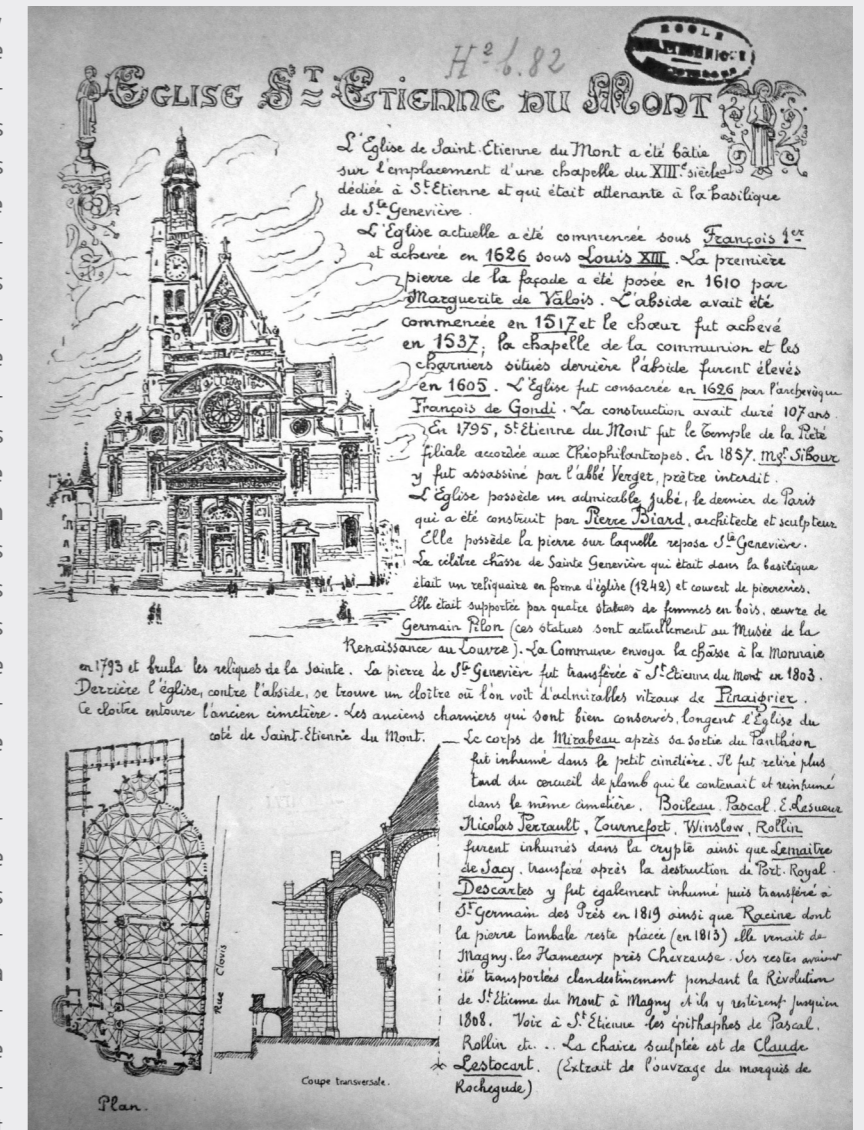 H² b. 82
ECOLE
POLYTECHNIQUE
EGLISE ST ETIENNE DU MONT
L'Eglise de Saint-Etienne du Mont a été bâtie
sur l'emplacement d'une chapelle du XIIIe siècle
dédiée à St Etienne et qui était attenante à la basilique
de Ste Geneviève.
L'Eglise actuelle a été commencée sous François 1er
et achevée en 1626 sous Louis XIII. La première
pierre de la façade a été posée en 1610 par
Marguerite de Valois. L'abside avait été
commencée en 1517 et le chœur fut achevé
en 1537; la chapelle de la communion et les
charniers situés derrière l'abside furent élevés
en 1605. L'Eglise fut consacrée en 1626 par l'archevêque
François de Gondi. La construction avait duré 107 ans.
En 1795, St Etienne du Mont fut le Temple de la Piété
filiale accordée aux Théophilantropes. En 1857. Mgr Sibour
y fut assassiné par l'abbé Verger, prêtre interdit.
L'Eglise possède un admirable jubé, le dernier de Paris
qui a été construit par Pierre Biard, architecte et sculpteur
Elle possède la pierre sur laquelle reposa Ste Geneviève.
La célèbre châsse de Sainte Geneviève qui était dans la basilique
était un reliquaire en forme d'église (1242) et couvert de pierreries.
Elle était supportée par quatre statues de femmes en bois, œuvre de
Germain Pilon (ces statues sont actuellement au Musée de la
Renaissance au Louvre). La Commune envoya la châsse à la Monnaie
en 1793 et brula les reliques de la Sainte. La pierre de Ste Geneviève fut transférée à St Etienne du Mont en 1803.
Derrière l'église, contre l'abside, se trouve un cloître où l'on voit d'admirables vitraux de Pinaigrier.
Ce cloitre entoure l'ancien cimetière. Les anciens charniers qui sont bien conservés, longent l'Eglise du
coté de Saint-Etienne du Mont.
Le corps de Mirabeau après sa sortie du Panthéon
fut inhumé dans le petit cimetière. Il fut retiré plus
tard du cercueil de plomb qui le contenait et réinhumé
dans le même cimetière. Boileau. Pascal. E. Lesueur
Nicolas Perrault, Tournefort, Winslow, Rollin
furent inhumés dans la crypte ainsi que Lemaitre
de Sacy. transféré après la destruction de Port-Royal.
Descartes y fut également inhumé puis transféré à
St Germain des Près en 1819 ainsi que Racine dont
la pierre tombale reste placée (en 1813) elle venait de
Magny-les Hameaux près Chevreuse. Ses restes avaient
été transportées clandestinement pendant la Révolution
de St Etienne du Mont à Magny et ils y restèrent jusqu'en
1808. Voir à St Etienne les épithaphes de Pascal,
Rollin etc... La chaire sculptée est de Claude
Lestocart. (Extrait de l'ouvrage du marquis de
Rochegude)
Rue Clovis
Coupe transversale.
Plan.